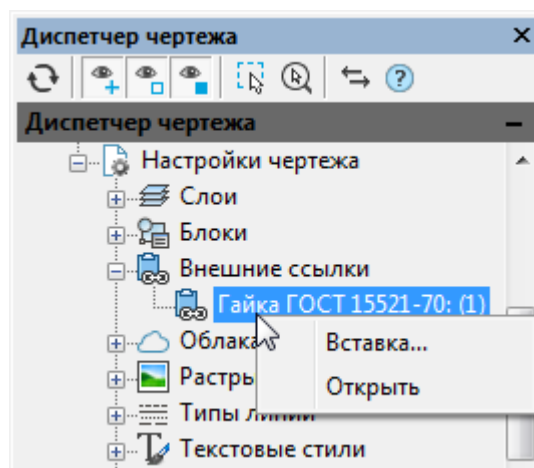 Диспетчер чертежа
Диспетчер чертежа
Настройки чертежа
Слои
Блоки
Внешние ссылки
Гайка ГОСТ 15521-70: (1)
Облака
Вставка...
Растры
Открыть
Типы линий
Текстовые стили